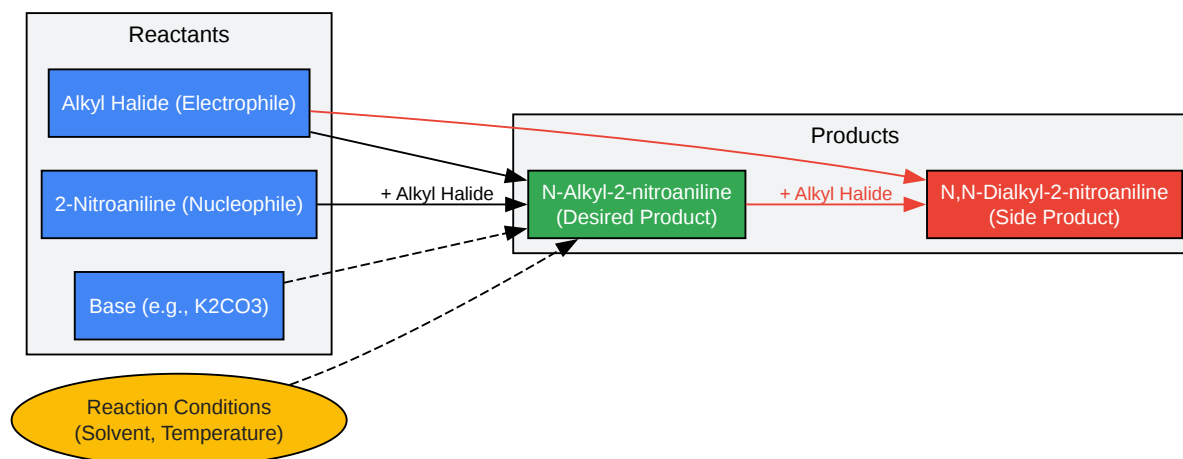 Reactants
Alkyl Halide (Electrophile)
2-Nitroaniline (Nucleophile)
Base (e.g., K2CO3)
Reaction Conditions
(Solvent, Temperature)
+ Alkyl Halide
Products
N-Alkyl-2-nitroaniline
(Desired Product)
+ Alkyl Halide
N,N-Dialkyl-2-nitroaniline
(Side Product)